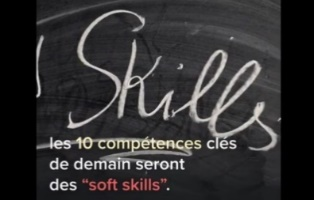 Skills
les 10 compétences clés
de demain seront
des “soft skills”.